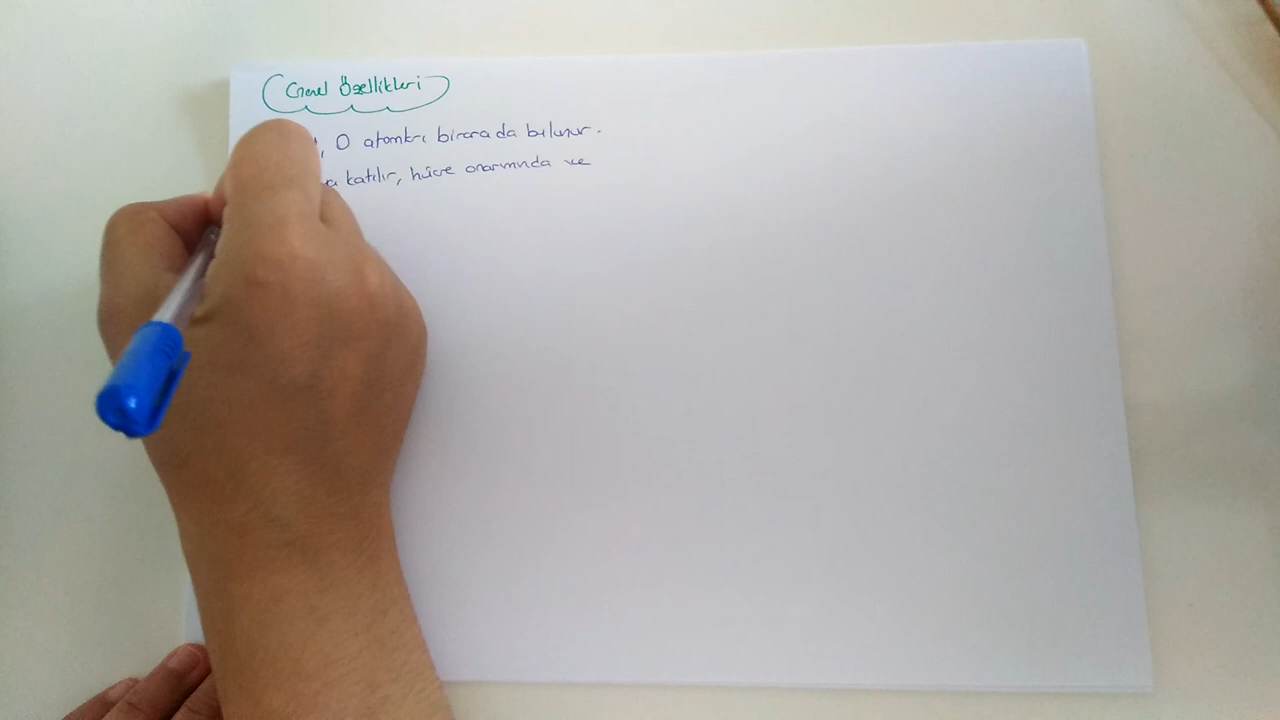 Genel Özellikleri
, O atomları birarada bulunur.
katılır, hücre onarımında ve